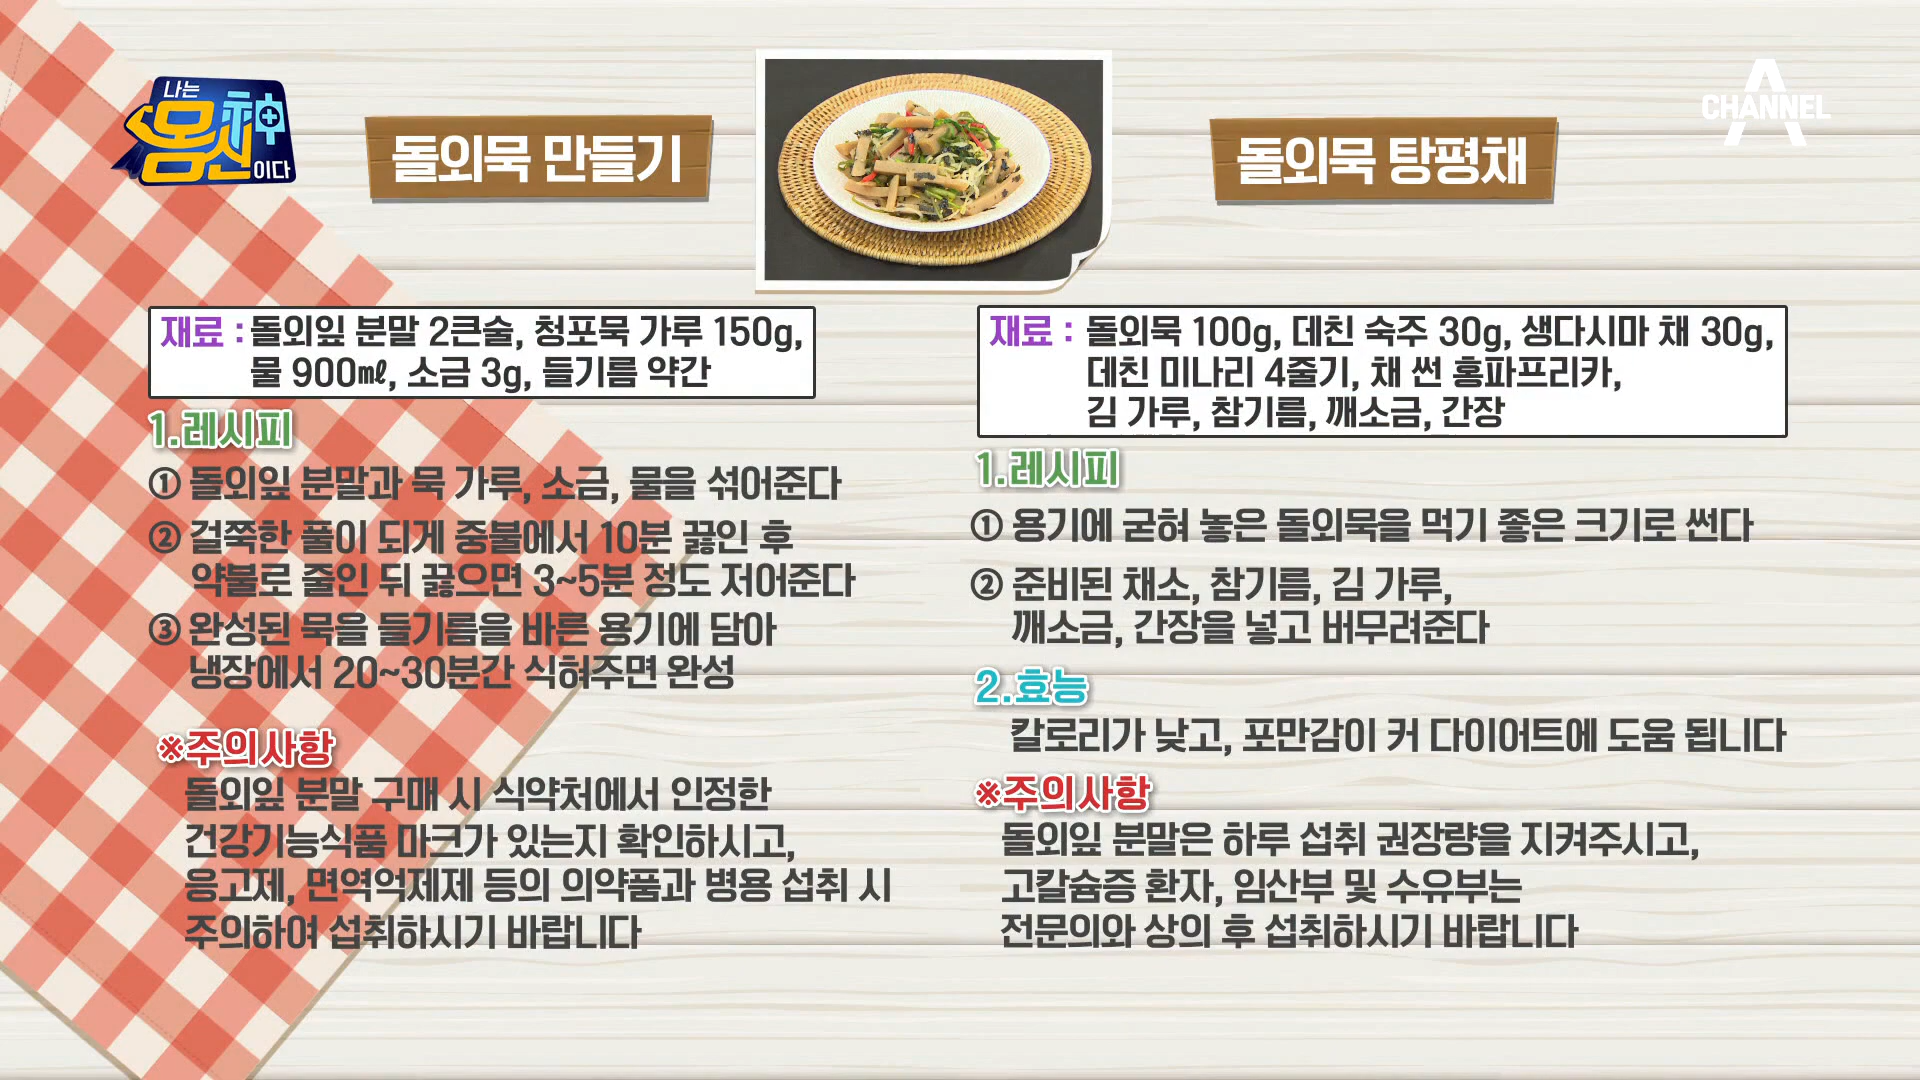 나는
몸신神
이다
CHANNEL A
돌외묵 만들기
재료 : 돌외잎 분말 2큰술, 청포묵 가루 150g,
물 900㎖, 소금 3g, 들기름 약간
1.레시피
① 돌외잎 분말과 묵 가루, 소금, 물을 섞어준다
② 걸쭉한 풀이 되게 중불에서 10분 끓인 후
약불로 줄인 뒤 끓으면 3~5분 정도 저어준다
③ 완성된 묵을 들기름을 바른 용기에 담아
냉장에서 20~30분간 식혀주면 완성
※주의사항
돌외잎 분말 구매 시 식약처에서 인정한
건강기능식품 마크가 있는지 확인하시고,
응고제, 면역억제제 등의 의약품과 병용 섭취 시
주의하여 섭취하시기 바랍니다
돌외묵 탕평채
재료 : 돌외묵 100g, 데친 숙주 30g, 생다시마 채 30g,
데친 미나리 4줄기, 채 썬 홍파프리카,
김 가루, 참기름, 깨소금, 간장
1.레시피
① 용기에 굳혀 놓은 돌외묵을 먹기 좋은 크기로 썬다
② 준비된 채소, 참기름, 김 가루,
깨소금, 간장을 넣고 버무려준다
2.효능
칼로리가 낮고, 포만감이 커 다이어트에 도움 됩니다
※주의사항
돌외잎 분말은 하루 섭취 권장량을 지켜주시고,
고칼슘증 환자, 임산부 및 수유부는
전문의와 상의 후 섭취하시기 바랍니다